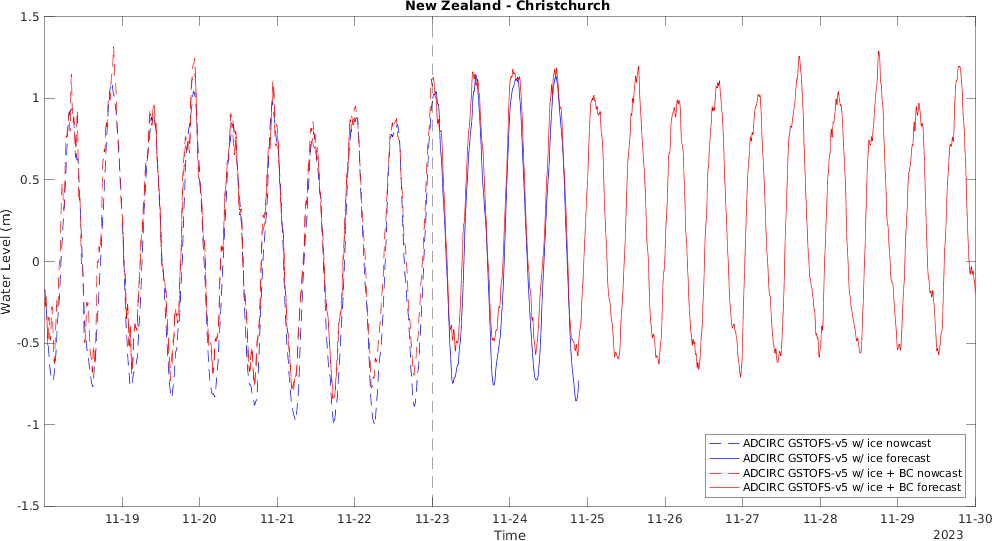 New Zealand - Christchurch
1.5
1
0.5
0
-0.5
-1
-1.5
Water Level (m)
11-19
11-20
11-21
11-22
11-23
11-24
11-25
11-26
11-27
11-28
11-29
11-30
Time
2023
ADCIRC GSTOFS-v5 w/ ice nowcast
ADCIRC GSTOFS-v5 w/ ice forecast
ADCIRC GSTOFS-v5 w/ ice + BC nowcast
ADCIRC GSTOFS-v5 w/ ice + BC forecast